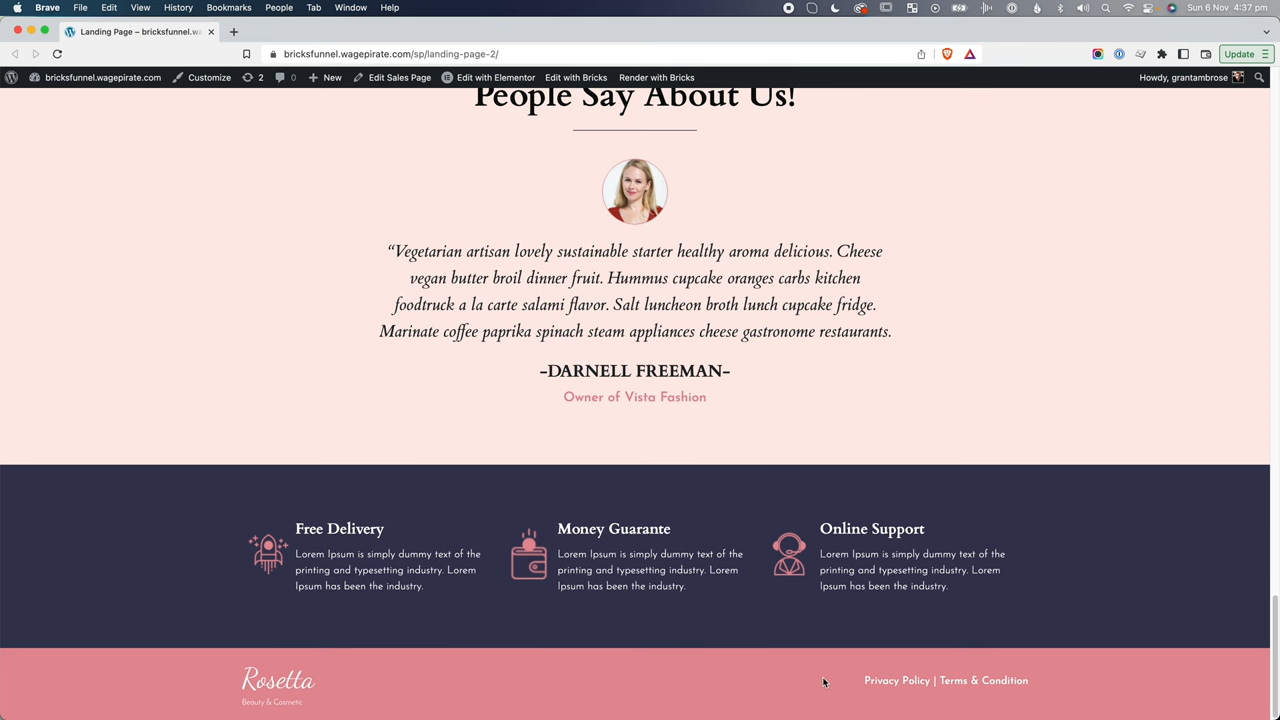 Brave File Edit View History Bookmarks People Tab Window Help
Sun 6 Nov 4:37 pm
Landing Page – bricksfunnel.wa
bricksfunnel.wagepirate.com/sp/landing-page-2/
Update
bricksfunnel.wagepirate.com Customize 2 0 New Edit Sales Page Edit with Elementor Edit with Bricks Render with Bricks
Howdy, grantambrose
People Say About Us!
“Vegetarian artisan lovely sustainable starter healthy aroma delicious. Cheese
vegan butter broil dinner fruit. Hummus cupcake oranges carbs kitchen
foodtruck a la carte salami flavor. Salt luncheon broth lunch cupcake fridge.
Marinate coffee paprika spinach steam appliances cheese gastronome restaurants.
-DARNELL FREEMAN-
Owner of Vista Fashion
Free Delivery
Lorem Ipsum is simply dummy text of the
printing and typesetting industry. Lorem
Ipsum has been the industry.
Money Guarante
Lorem Ipsum is simply dummy text of the
printing and typesetting industry. Lorem
Ipsum has been the industry.
Online Support
Lorem Ipsum is simply dummy text of the
printing and typesetting industry. Lorem
Ipsum has been the industry.
Rosetta
Beauty & Cosmetic
Privacy Policy | Terms & Condition